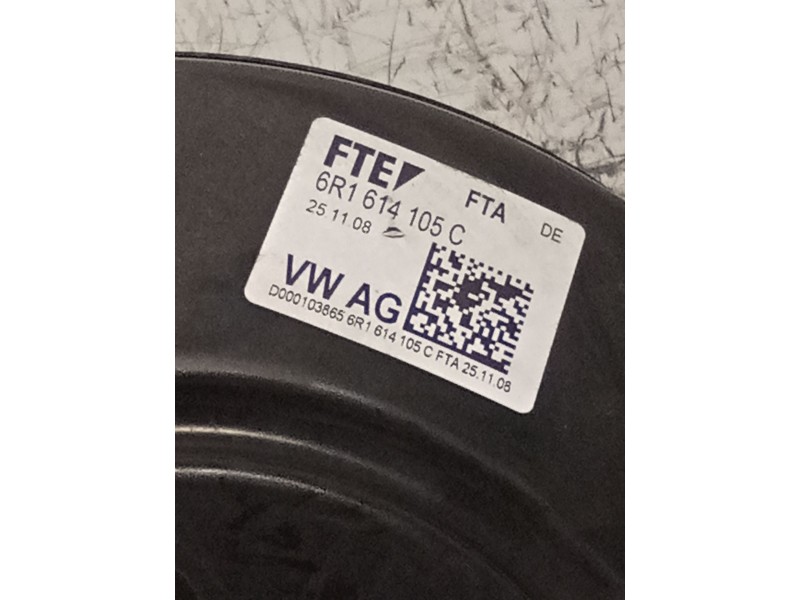 FTE
FTA DE
6R1 614 105 C
25 11.08
VW AG
D000103865 6R1 614 105 C FTA 25.11.08